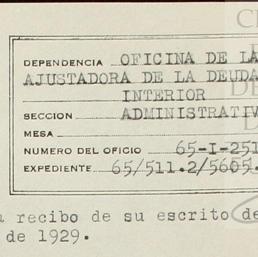 DEPENDENCIA OFICINA DE LA
AJUSTADORA DE LA DEUDA
INTERIOR
SECCION ADMINISTRATIV
MESA
NUMERO DEL OFICIO 65-I-251
EXPEDIENTE 65/511.2/5605.
recibo de su escrito de
de 1929.